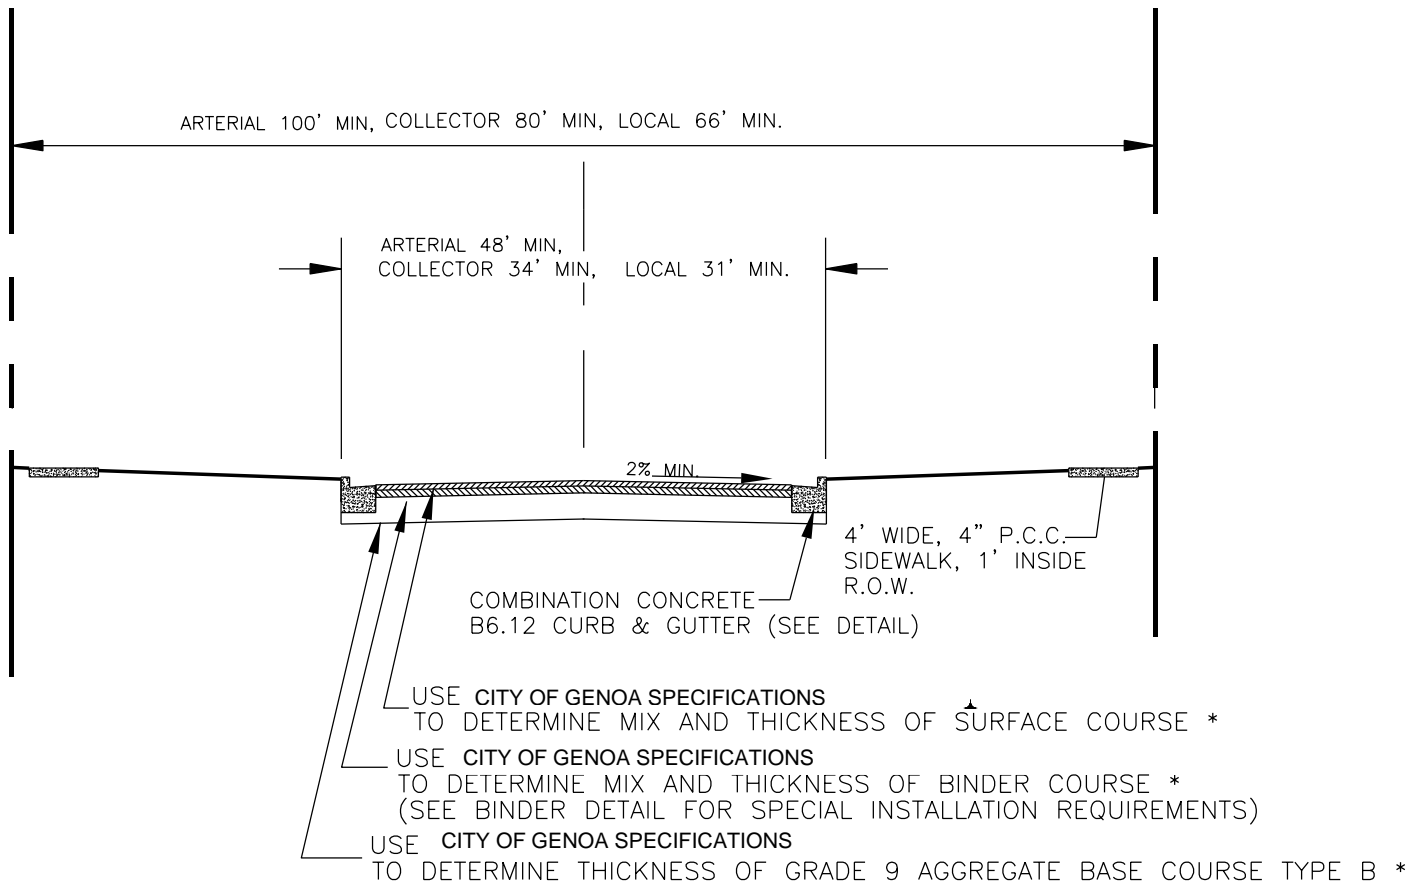 ARTERIAL 100' MIN, COLLECTOR 80' MIN, LOCAL 66' MIN.
ARTERIAL 48' MIN,
COLLECTOR 34' MIN, LOCAL 31' MIN.
2% MIN.
4' WIDE, 4" P.C.C.
SIDEWALK, 1' INSIDE
R.O.W.
COMBINATION CONCRETE
B6.12 CURB & GUTTER (SEE DETAIL)
USE CITY OF GENOA SPECIFICATIONS
TO DETERMINE MIX AND THICKNESS OF SURFACE COURSE *
USE CITY OF GENOA SPECIFICATIONS
TO DETERMINE MIX AND THICKNESS OF BINDER COURSE *
(SEE BINDER DETAIL FOR SPECIAL INSTALLATION REQUIREMENTS)
USE CITY OF GENOA SPECIFICATIONS
TO DETERMINE THICKNESS OF GRADE 9 AGGREGATE BASE COURSE TYPE B *